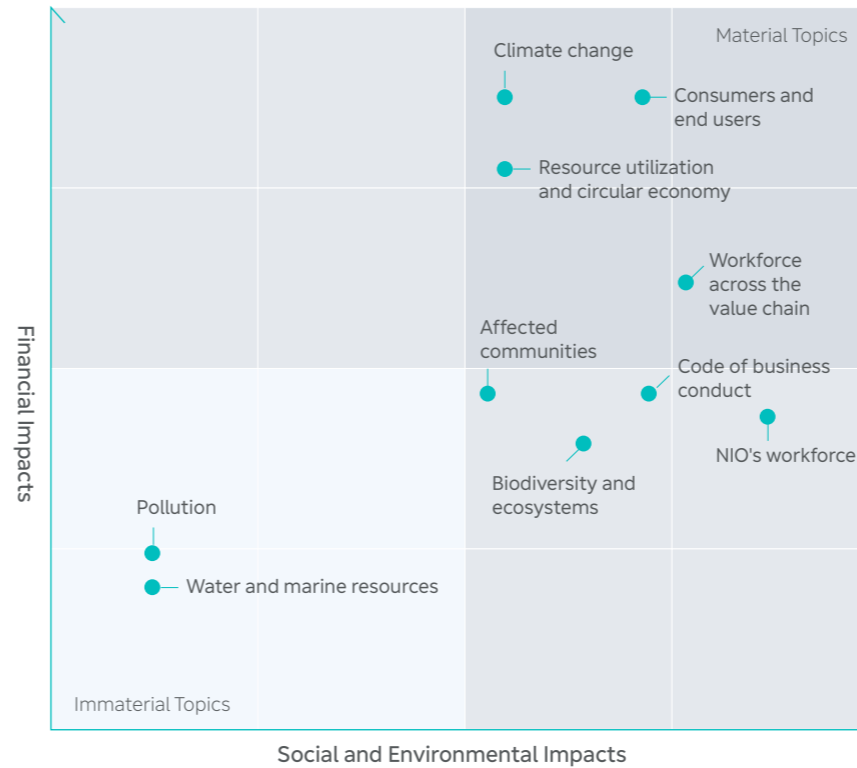 Material Topics
Climate change
Consumers and
end users
Resource utilization
and circular economy
Workforce
across the
value chain
Affected
communities
Code of business
conduct
NIO's workforce
Biodiversity and
ecosystems
Pollution
Water and marine resources
Immaterial Topics
Financial Impacts
Social and Environmental Impacts